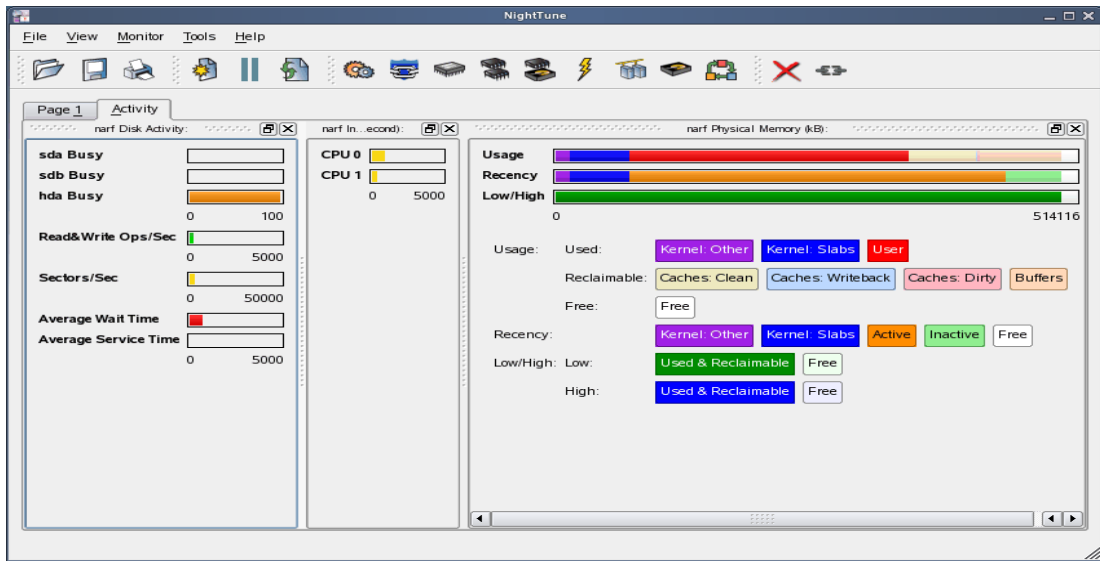 NightTune
File View Monitor Tools Help
Page 1 Activity
narf Disk Activity:
sda Busy
sdb Busy
hda Busy
0 100
Read&Write Ops/Sec
0 5000
Sectors/Sec
0 50000
Average Wait Time
Average Service Time
0 5000
narf In...econd):
CPU 0
CPU 1
0 5000
narf Physical Memory (kB):
Usage
Recency
Low/High
0 514116
Usage: Used: Kernel: Other Kernel: Slabs User
Reclaimable: Caches: Clean Caches: Writeback Caches: Dirty Buffers
Free: Free
Recency: Kernel: Other Kernel: Slabs Active Inactive Free
Low/High: Low: Used & Reclaimable Free
High: Used & Reclaimable Free